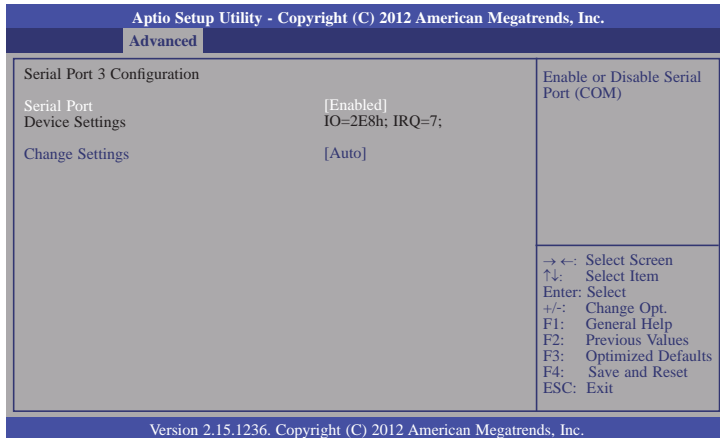 Aptio Setup Utility - Copyright (C) 2012 American Megatrends, Inc.
Advanced
Serial Port 3 Configuration
Serial Port [Enabled]
Device Settings IO=2E8h; IRQ=7;
Change Settings [Auto]
Enable or Disable Serial
Port (COM)
→ ←: Select Screen
↑↓: Select Item
Enter: Select
+/-: Change Opt.
F1: General Help
F2: Previous Values
F3: Optimized Defaults
F4: Save and Reset
ESC: Exit
Version 2.15.1236. Copyright (C) 2012 American Megatrends, Inc.